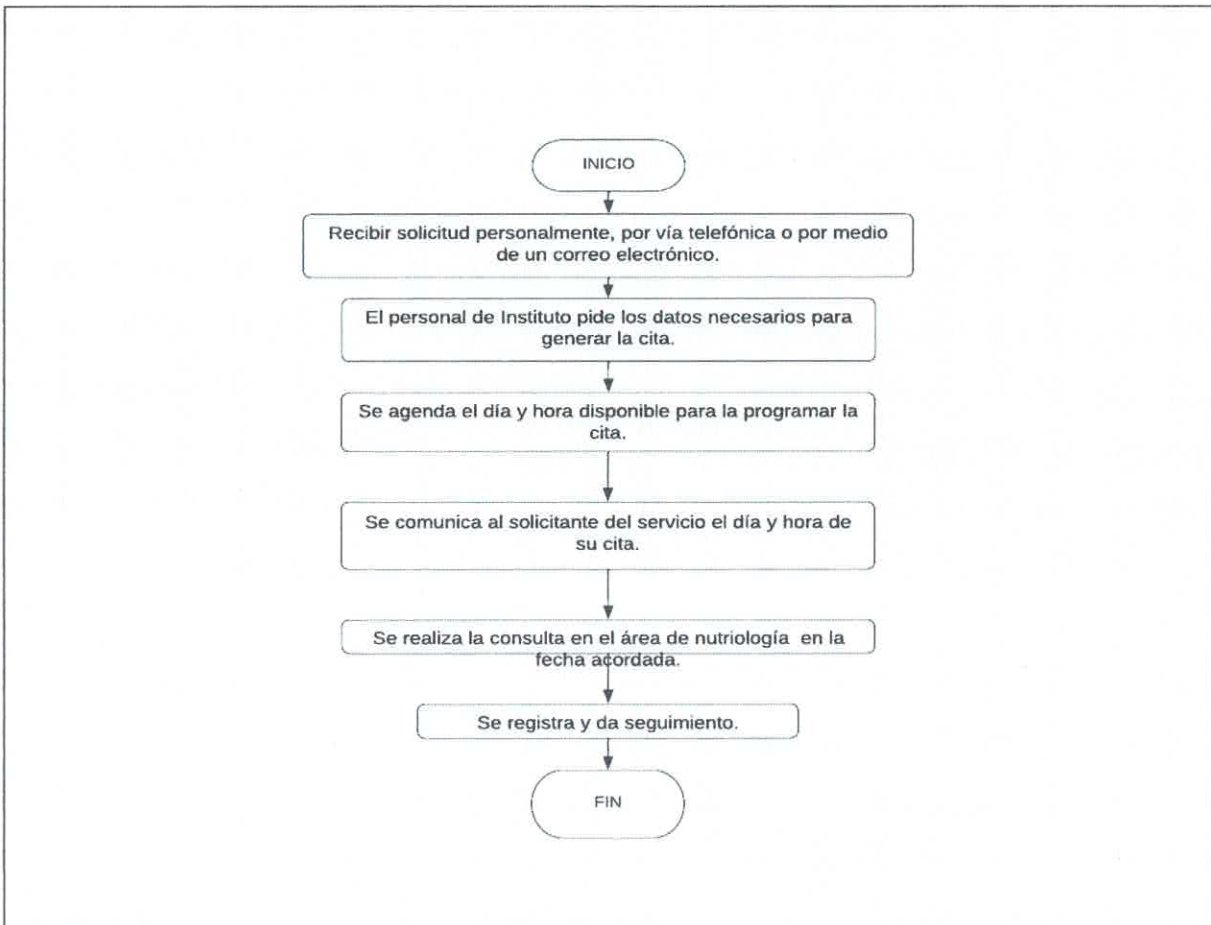 INICIO
Recibir solicitud personalmente, por vía telefónica o por medio
de un correo electrónico.
El personal de Instituto pide los datos necesarios para
generar la cita.
Se agenda el día y hora disponible para la programar la
cita.
Se comunica al solicitante del servicio el día y hora de
su cita.
Se realiza la consulta en el área de nutriología en la
fecha acordada.
Se registra y da seguimiento.
FIN